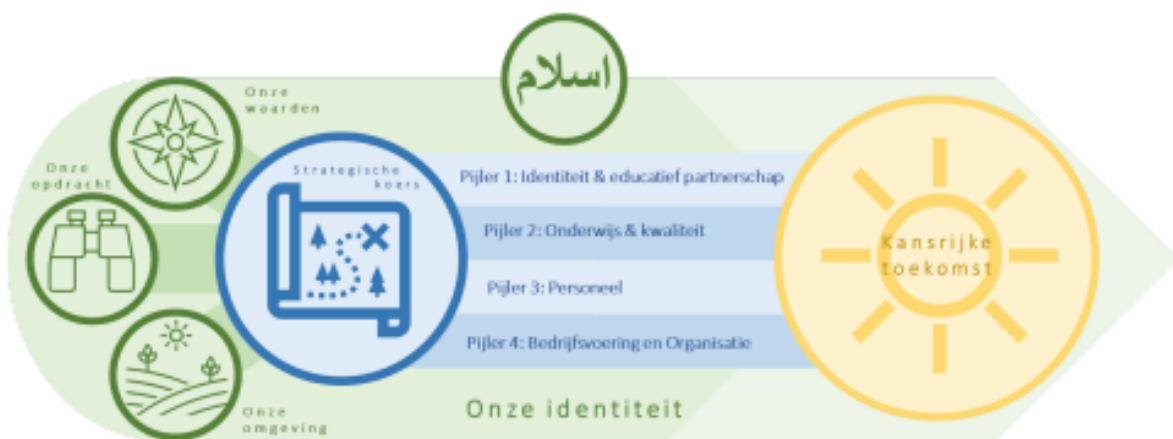 اسلام
Onze
waarden
Onze
opdracht
Strategische
koers
Pijler 1: Identiteit & educatief partnerschap
Pijler 2: Onderwijs & kwaliteit
Pijler 3: Personeel
Pijler 4: Bedrijfsvoering en Organisatie
Kansrijke
toekomst
Onze
omgeving
Onze identiteit